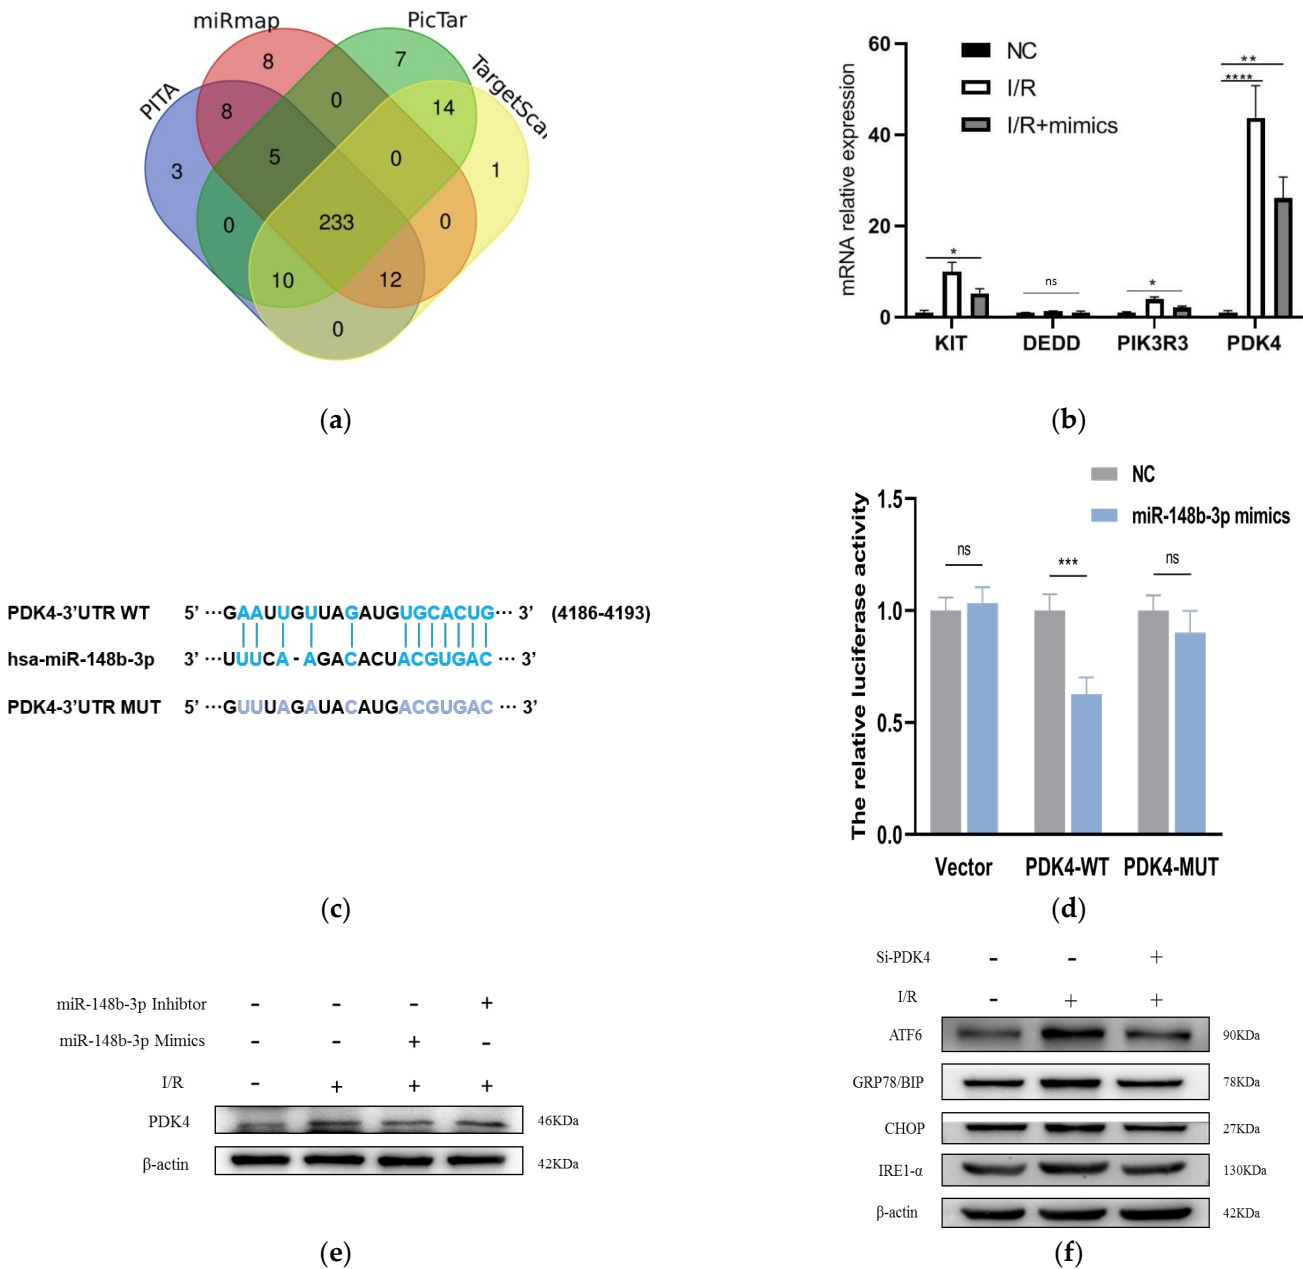 miRmap
PicTar
PITA
TargetScan
8
7
8
0
14
3
5
0
1
0
233
0
10
12
0
(a)
mRNA relative expression
60
40
20
0
NC
I/R
I/R+mimics
*
ns
*
**
****
KIT
DEDD
PIK3R3
PDK4
(b)
PDK4-3'UTR WT 5' ···GAAUUGUUAGAUGUGCACUG··· 3' (4186-4193)
hsa-miR-148b-3p 3' ···UUUCA-AGACACUACGUGAC ··· 3'
PDK4-3'UTR MUT 5' ···GUUUAGAUACAUGACGUGAC ··· 3'
(c)
NC
miR-148b-3p mimics
The relative luciferase activity
1.5
1.0
0.5
0.0
ns
***
ns
Vector
PDK4-WT
PDK4-MUT
(d)
miR-148b-3p Inhibtor - - - +
miR-148b-3p Mimics - - + -
I/R - + + +
PDK4 46KDa
β-actin 42KDa
(e)
Si-PDK4 - - +
I/R - + +
ATF6 90KDa
GRP78/BIP 78KDa
CHOP 27KDa
IRE1-α 130KDa
β-actin 42KDa
(f)